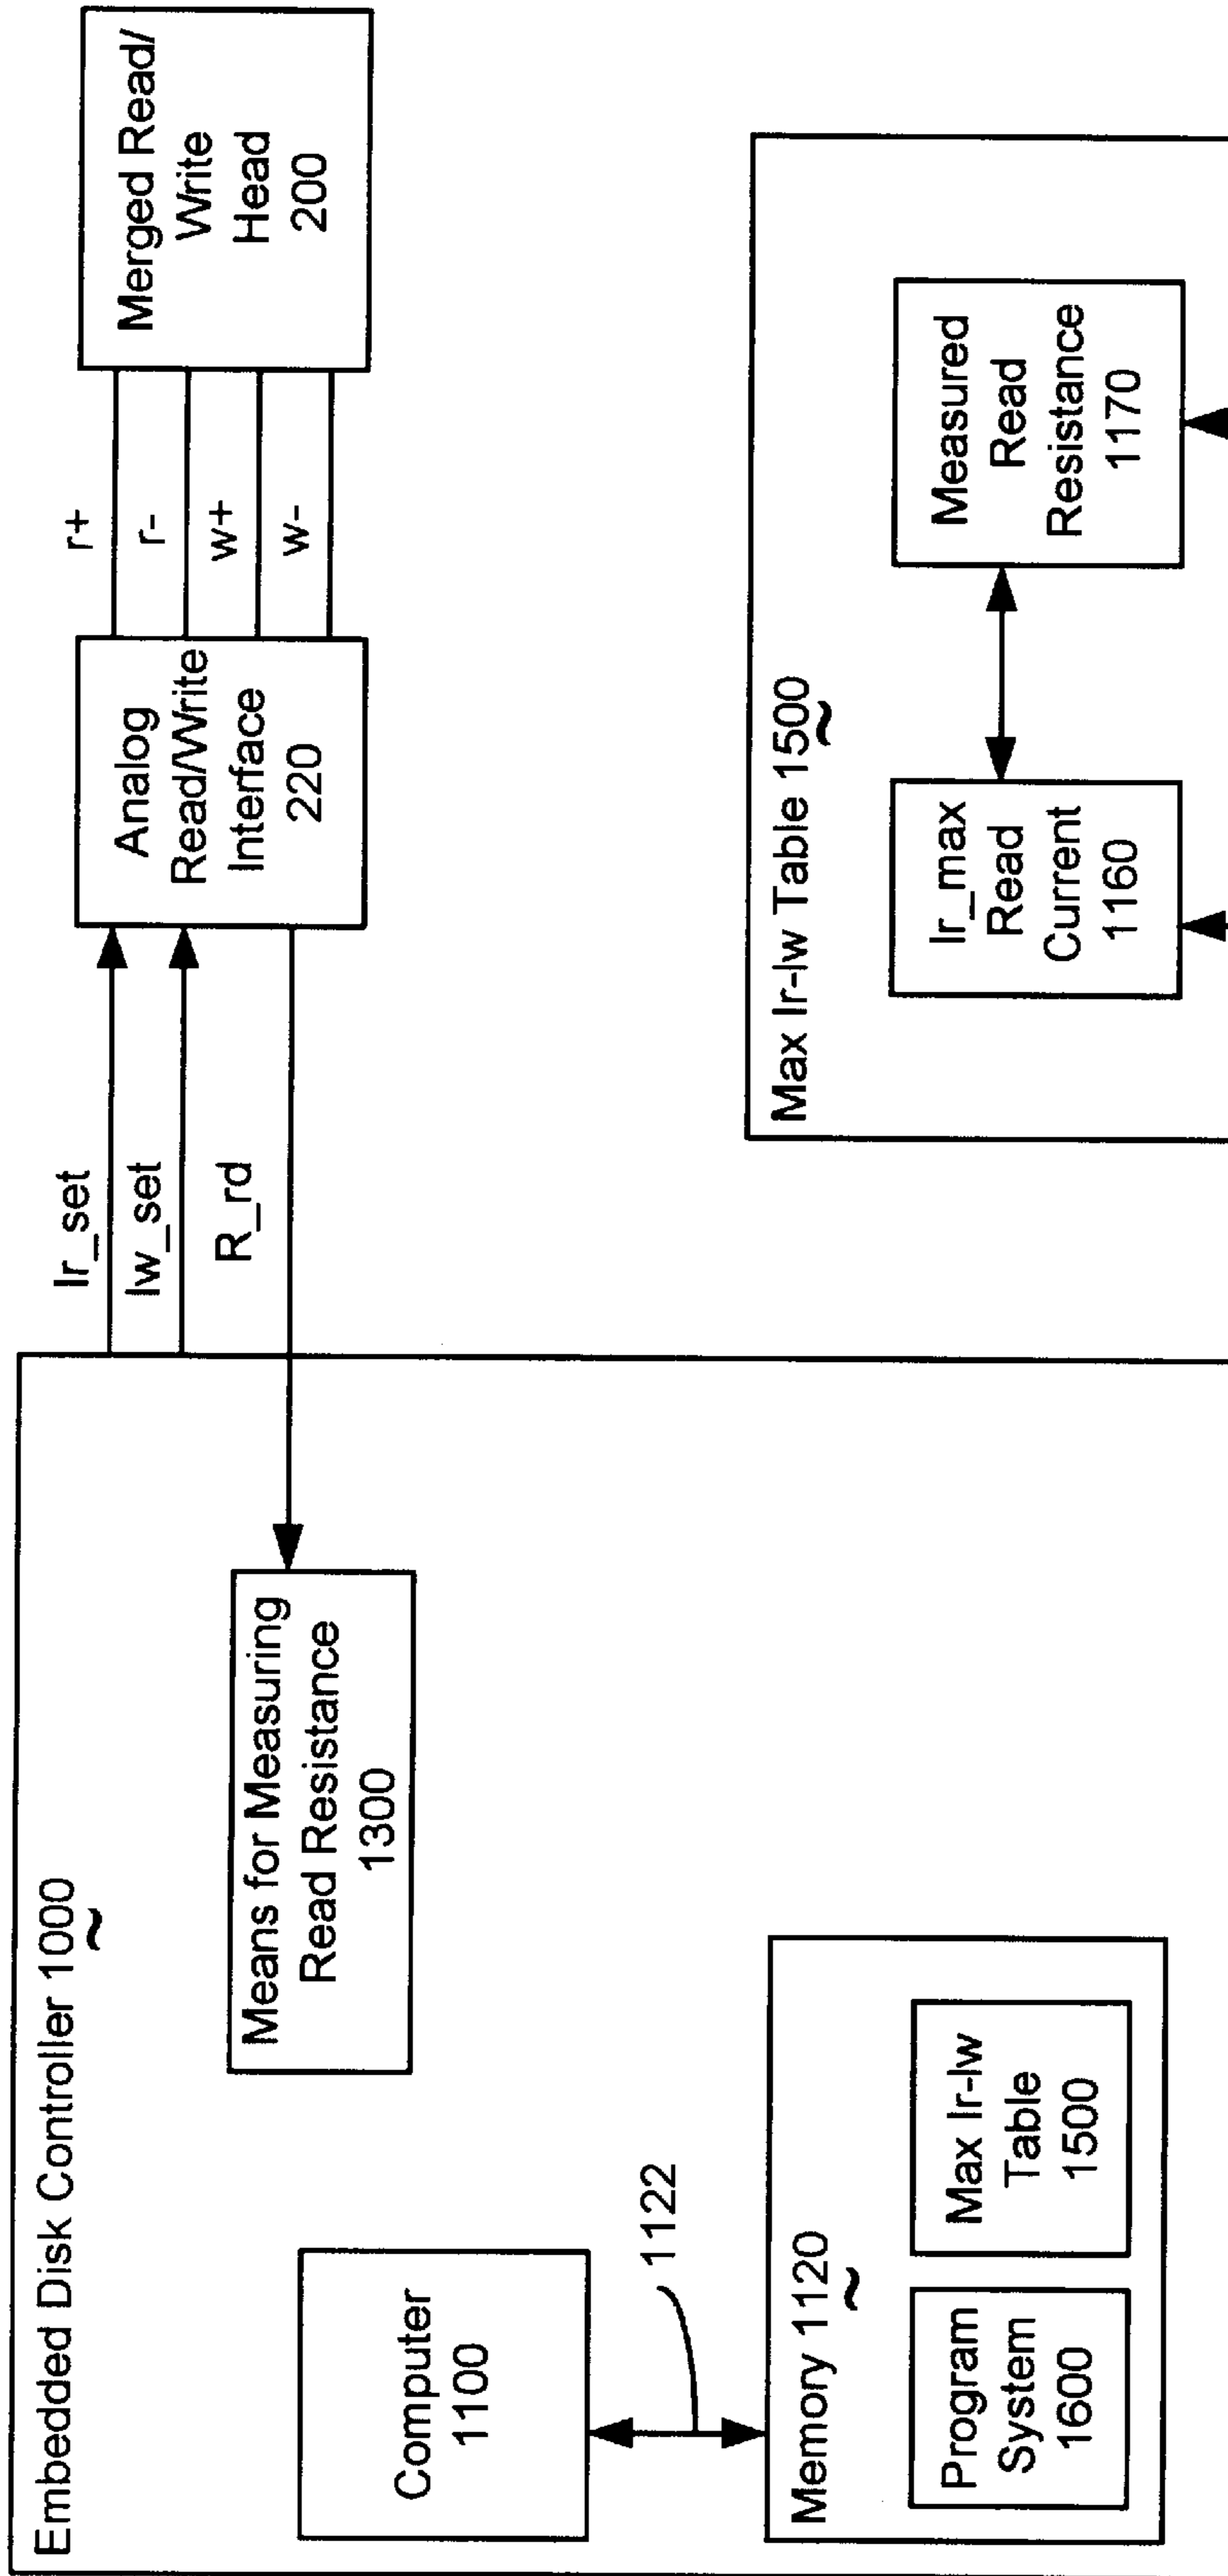 Embedded Disk Controller 1000
Computer
1100
1122
Memory 1120
Program
System
1600
Max Ir-Iw
Table
1500
Means for Measuring
Read Resistance
1300
Ir_set
Iw_set
R_rd
Analog
Read/Write
Interface
220
r+
r-
w+
w-
Merged Read/
Write
Head
200
Max Ir-Iw Table 1500
Ir_max
Read
Current
1160
Measured
Read
Resistance
1170